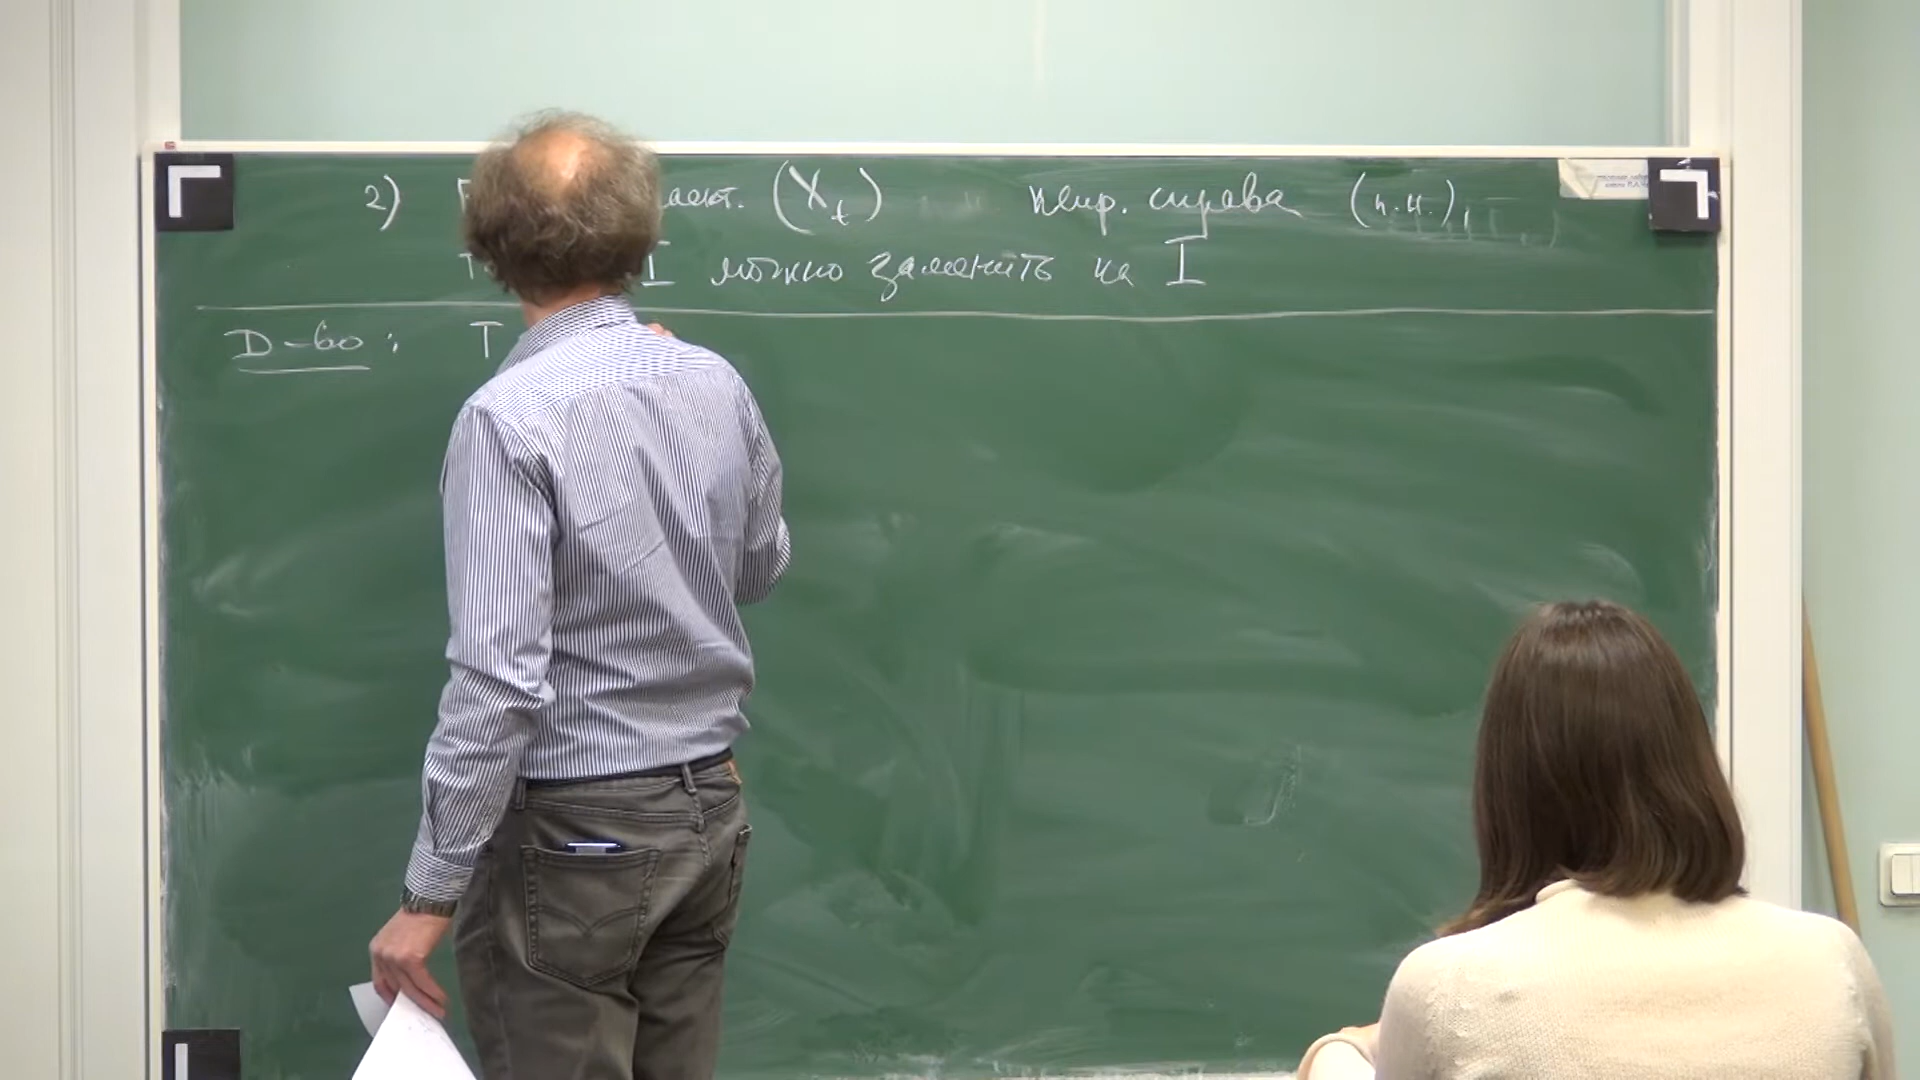 2) аект. (X_t) непр. справа (п.н.),
I можно заменить на I
D-во: T